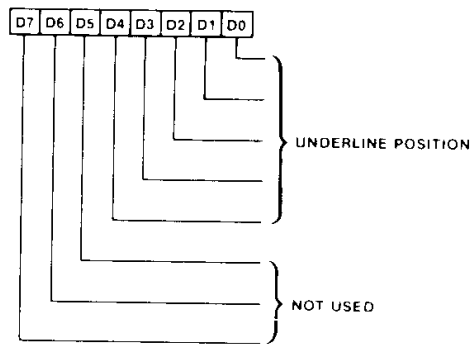 D7 D6 D5 D4 D3 D2 D1 D0
UNDERLINE POSITION
NOT USED